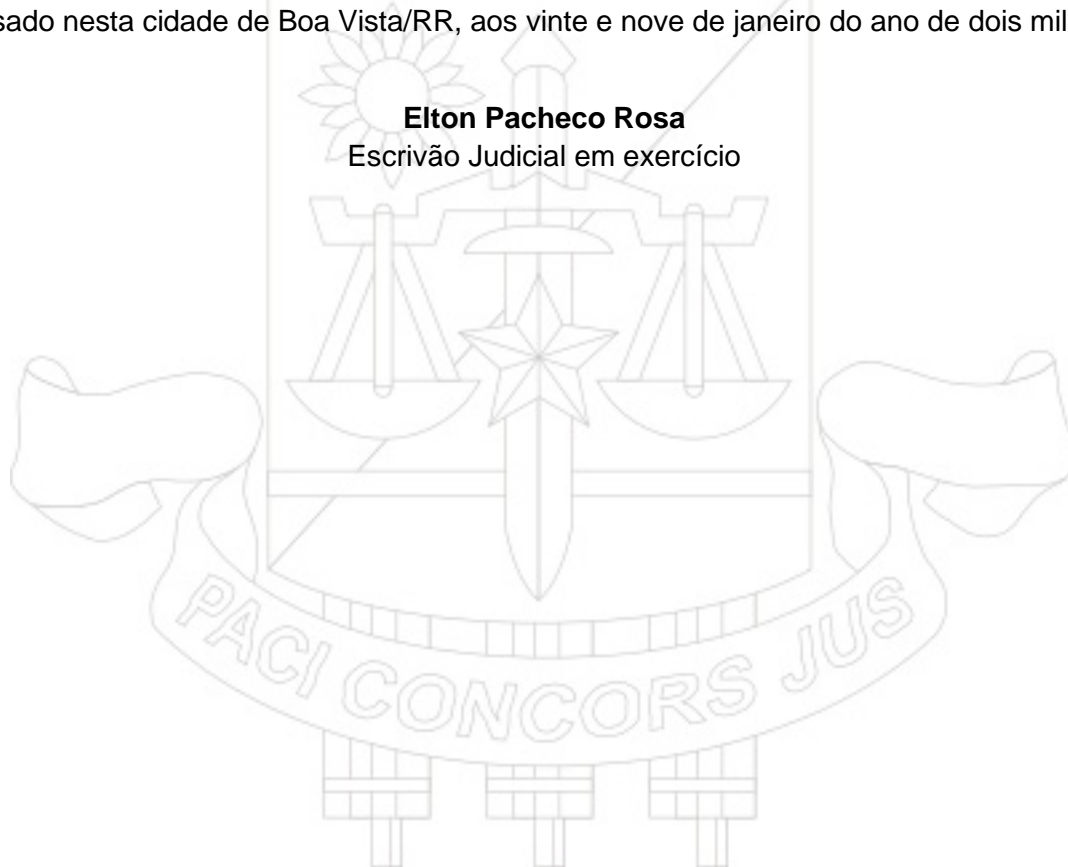 sado nesta cidade de Boa Vista/RR, aos vinte e nove de janeiro do ano de dois mil
Elton Pacheco Rosa
Escrivão Judicial em exercício
PACI CONCORS JUS